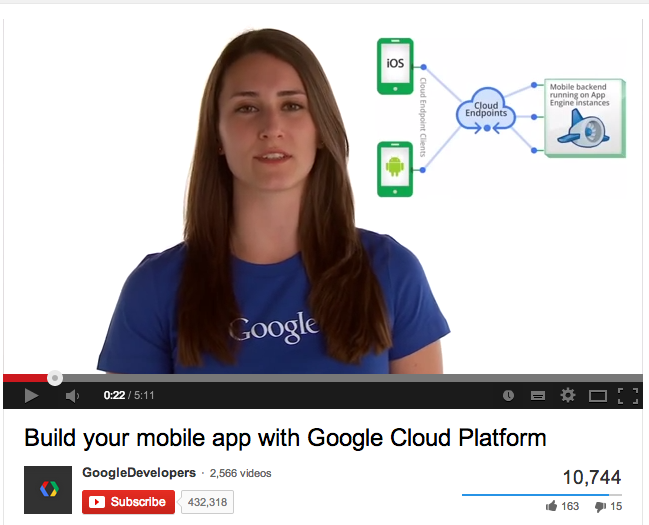 iOS
Cloud Endpoint Clients
Cloud
Endpoints
Mobile backend
running on App
Engine instances
Google
0:22 / 5:11
Build your mobile app with Google Cloud Platform
GoogleDevelopers · 2,566 videos
Subscribe 432,318
10,744
163 15